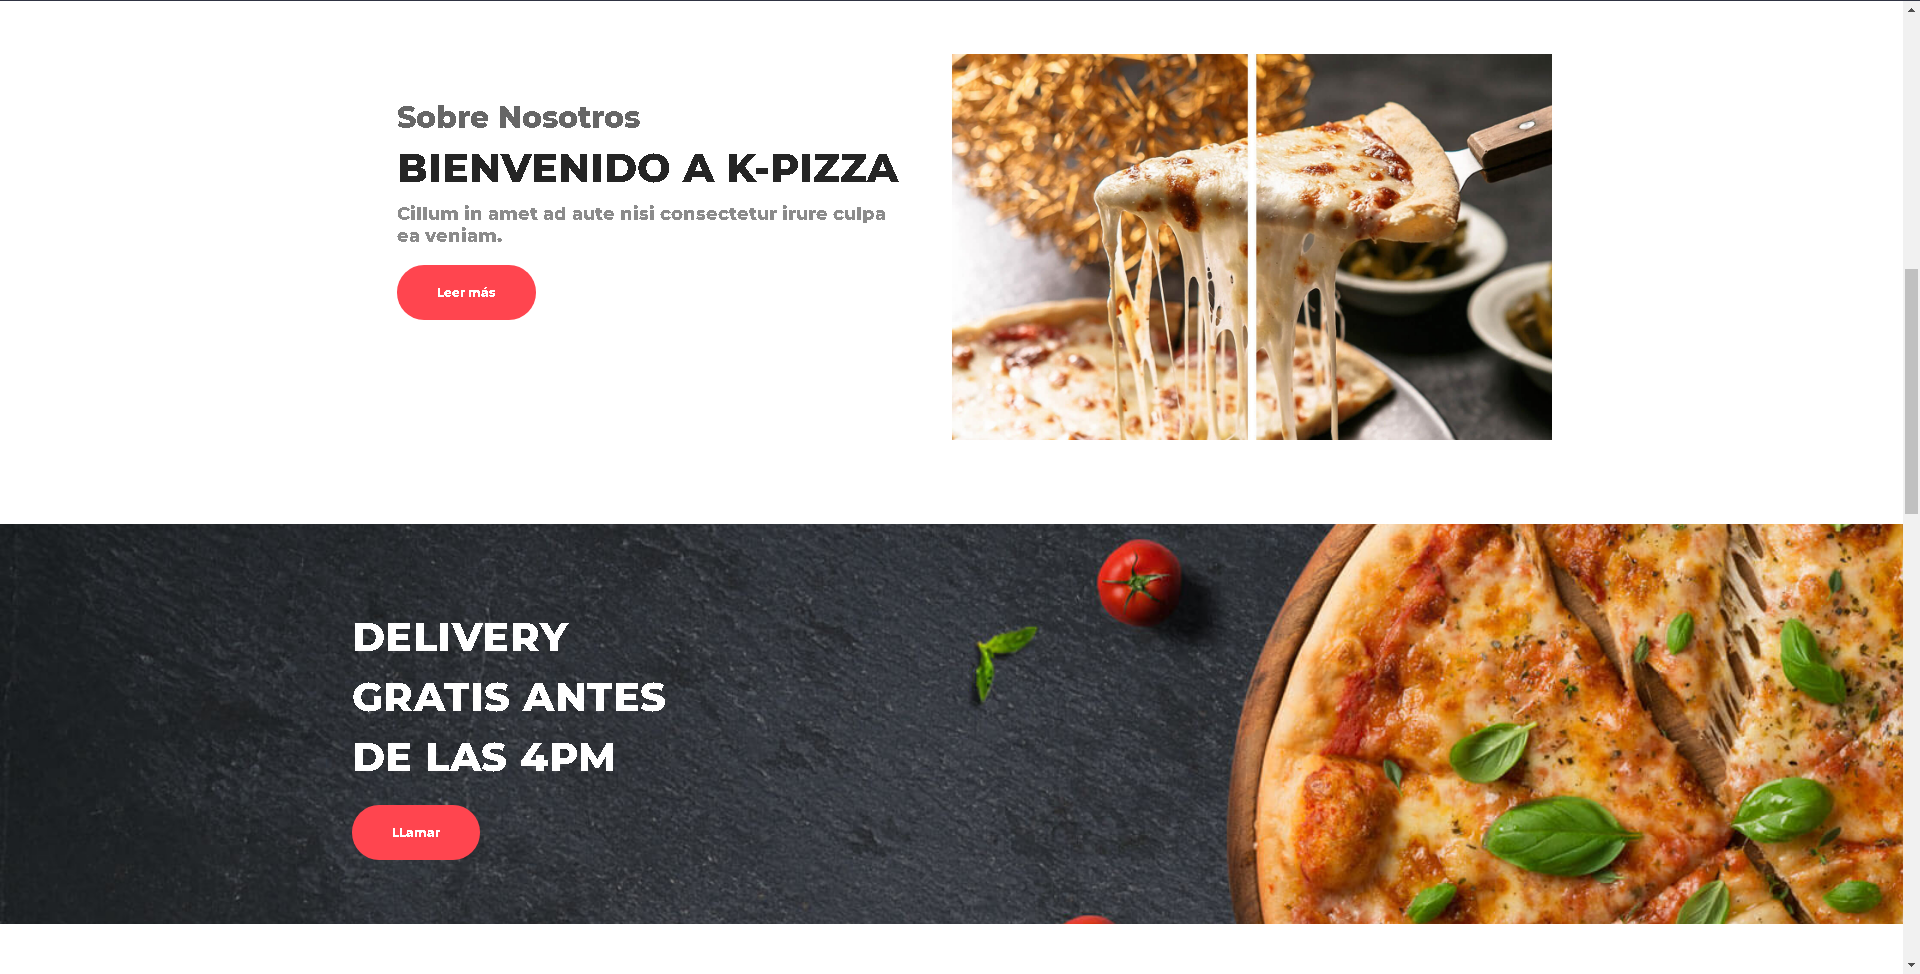 Sobre Nosotros
BIENVENIDO A K-PIZZA
Cillum in amet ad aute nisi consectetur irure culpa
ea veniam.
Leer más
DELIVERY
GRATIS ANTES
DE LAS 4PM
LLamar